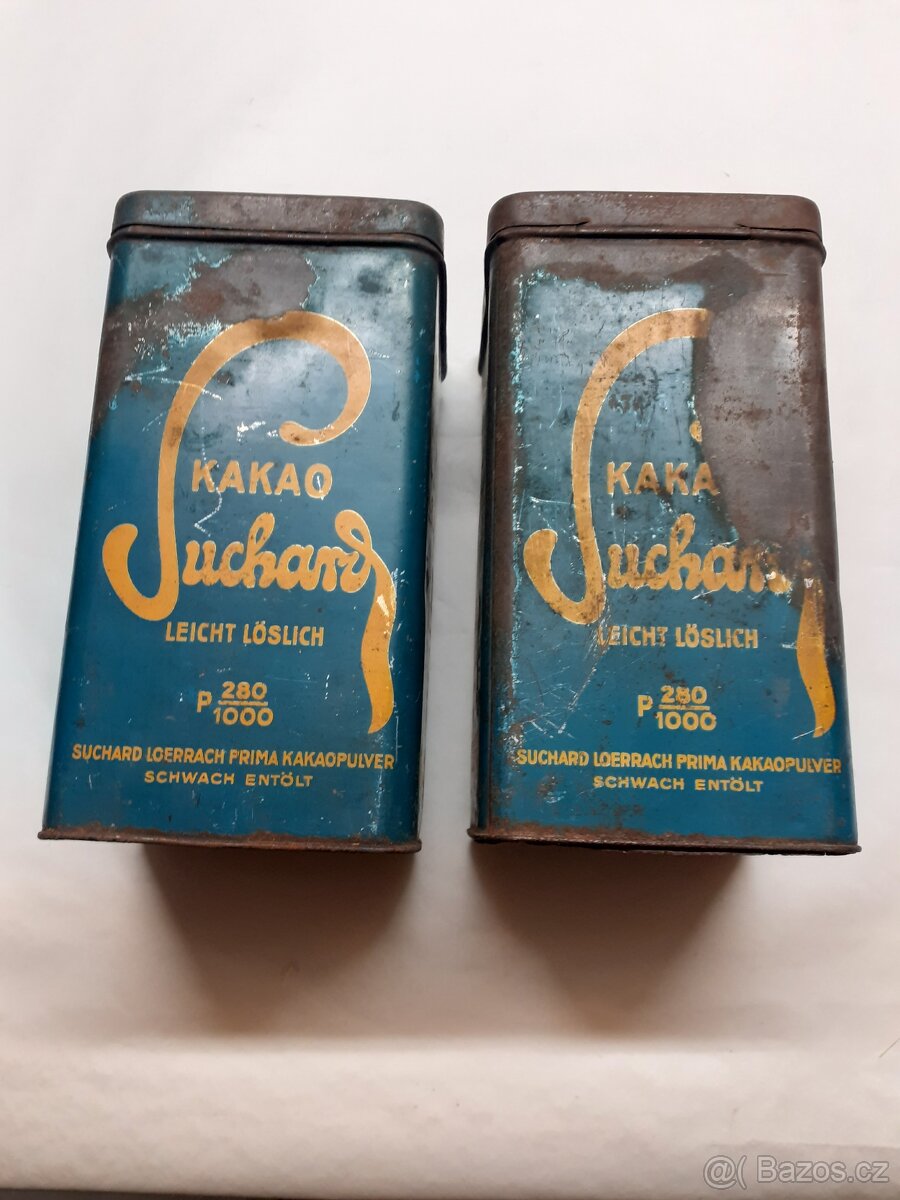 KAKAO
Suchard
LEICHT LÖSLICH
P 280/1000
SUCHARD LOERRACH PRIMA KAKAOPULVER
SCHWACH ENTÖLT
KAKA
Suchard
LEICHT LÖSLICH
P 280/1000
SUCHARD LOERRACH PRIMA KAKAOPULVER
SCHWACH ENTÖLT
@( Bazos.cz